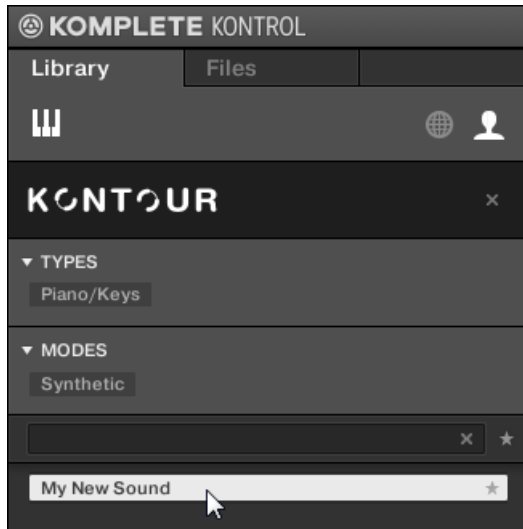 KOMPLETE KONTROL
Library Files
KONTOUR
TYPES
Piano/Keys
MODES
Synthetic
My New Sound